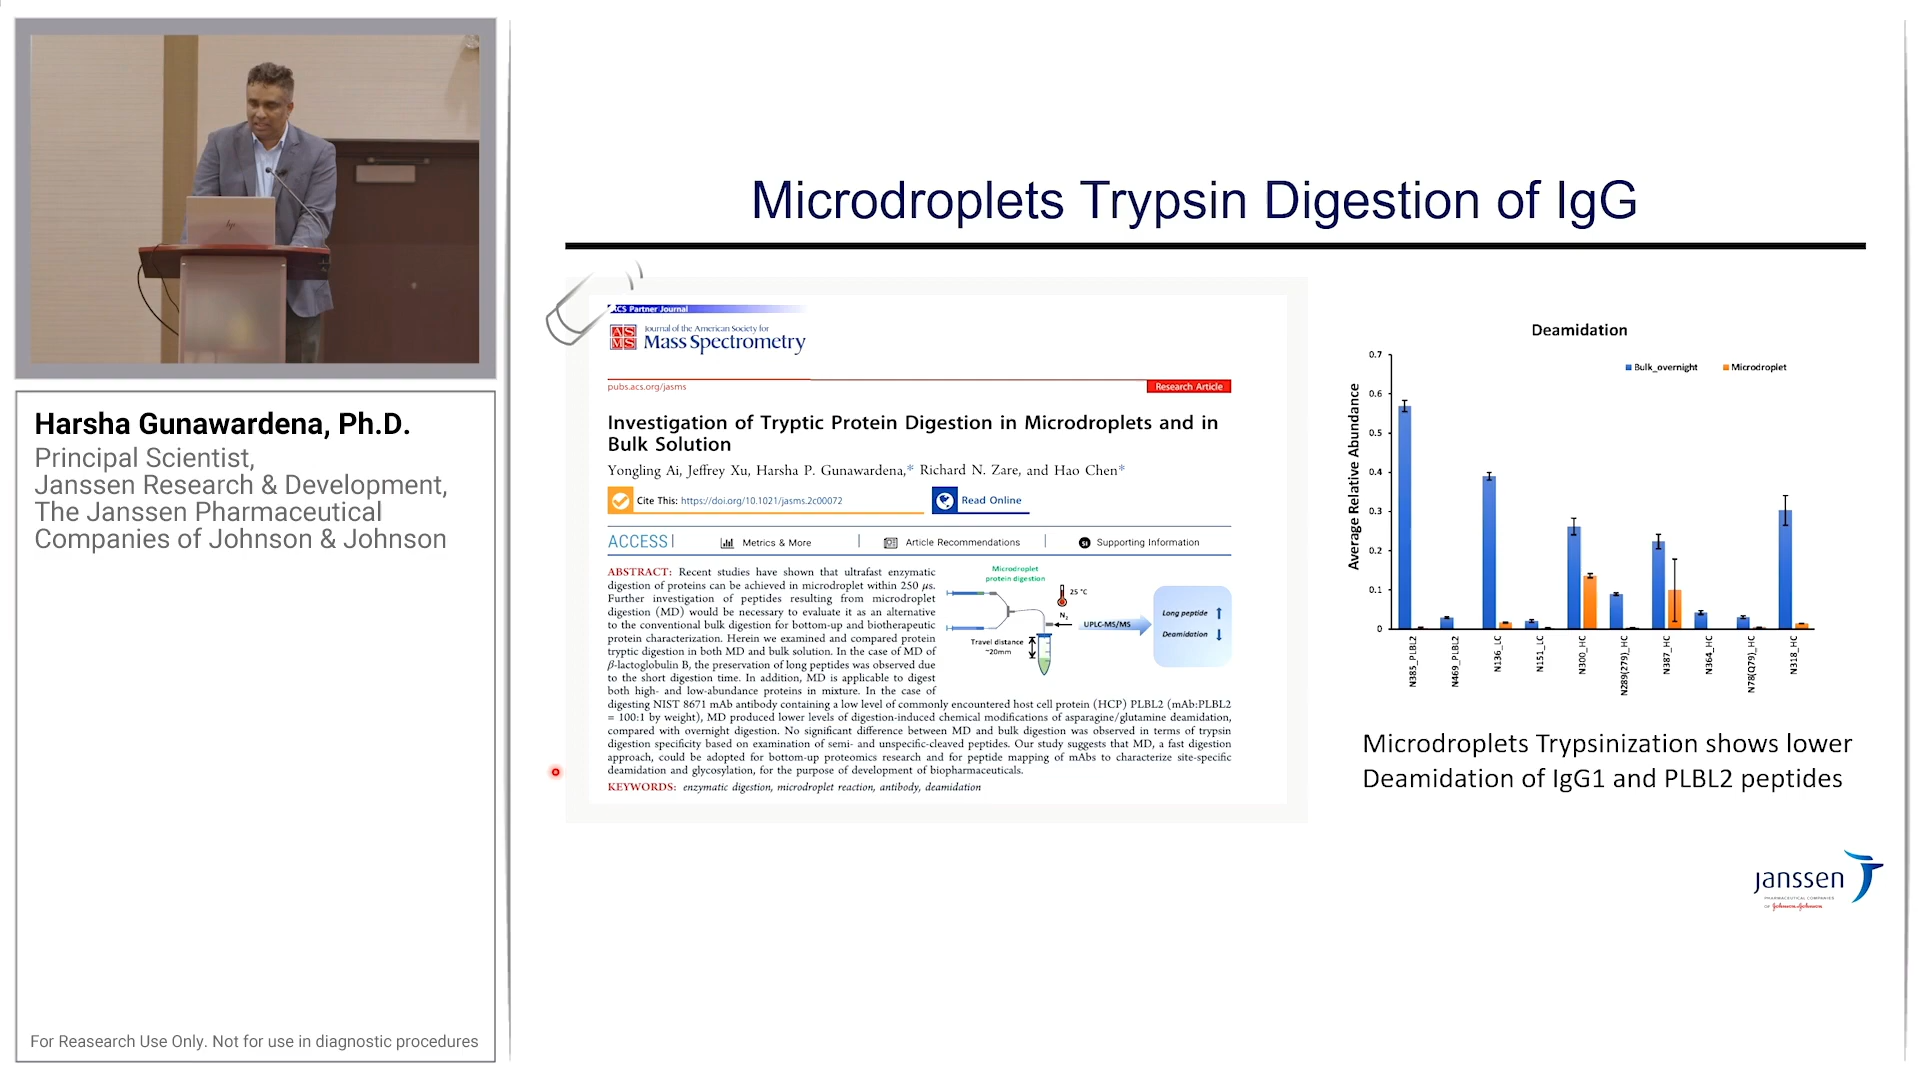 Microdroplets Trypsin Digestion of IgG
Harsha Gunawardena, Ph.D.
Principal Scientist,
Janssen Research & Development,
The Janssen Pharmaceutical
Companies of Johnson & Johnson
For Reasearch Use Only. Not for use in diagnostic procedures
ACS Partner Journal
Journal of the American Society for
Mass Spectrometry
pubs.acs.org/jasms
Research Article
Investigation of Tryptic Protein Digestion in Microdroplets and in
Bulk Solution
Yongling Ai, Jeffrey Xu, Harsha P. Gunawardena,* Richard N. Zare, and Hao Chen*
Cite This: https://doi.org/10.1021/jasms.2c00072
Read Online
ACCESS
Metrics & More
Article Recommendations
Supporting Information
ABSTRACT: Recent studies have shown that ultrafast enzymatic
digestion of proteins can be achieved in microdroplet within 250 μs.
Further investigation of peptides resulting from microdroplet
digestion (MD) would be necessary to evaluate it as an alternative
to the conventional bulk digestion for bottom-up and biotherapeutic
protein characterization. Herein we examined and compared protein
tryptic digestion in both MD and bulk solution. In the case of MD of
β-lactoglobulin B, the preservation of long peptides was observed due
to the short digestion time. In addition, MD is applicable to digest
both high- and low-abundance proteins in mixture. In the case of
digesting NIST 8671 mAb antibody containing a low level of commonly encountered host cell protein (HCP) PLBL2 (mAb:PLBL2
= 100:1 by weight), MD produced lower levels of digestion-induced chemical modifications of asparagine/glutamine deamidation,
compared with overnight digestion. No significant difference between MD and bulk digestion was observed in terms of trypsin
digestion specificity based on examination of semi- and unspecific-cleaved peptides. Our study suggests that MD, a fast digestion
approach, could be adopted for bottom-up proteomics research and for peptide mapping of mAbs to characterize site-specific
deamidation and glycosylation, for the purpose of development of biopharmaceuticals.
KEYWORDS: enzymatic digestion, microdroplet reaction, antibody, deamidation
Microdroplet
protein digestion
25 °C
N2
Travel distance
~20mm
UPLC-MS/MS
Long peptide
Deamidation
Deamidation
Bulk_overnight
Microdroplet
Average Relative Abundance
0.7
0.6
0.5
0.4
0.3
0.2
0.1
0
N385_PLBL2
N469_PLBL2
N136_LC
N151_LC
N300_HC
N289(279)_HC
N387_HC
N364_HC
N78(Q79)_HC
N318_HC
Microdroplets Trypsinization shows lower
Deamidation of IgG1 and PLBL2 peptides
janssen
PHARMACEUTICAL COMPANIES
OF Johnson & Johnson